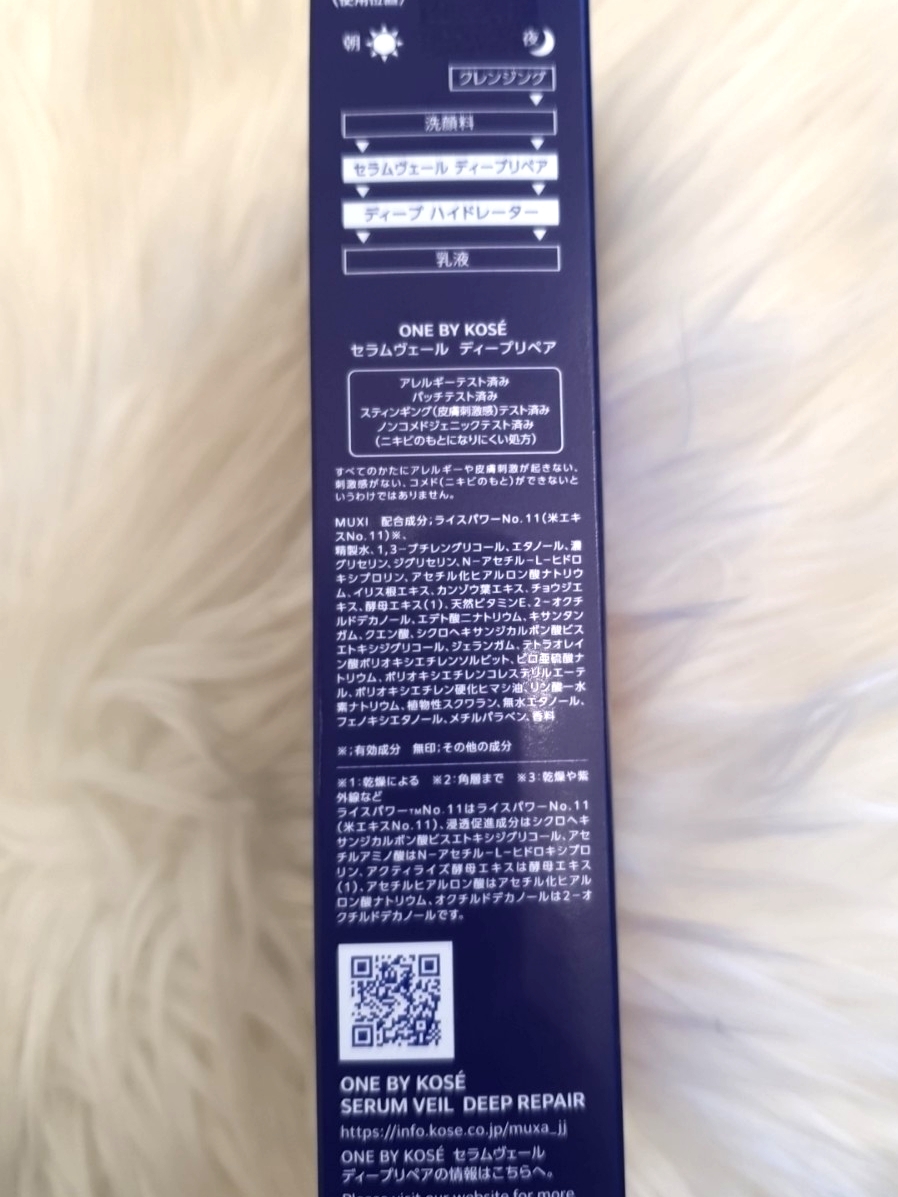 (使用位置)
朝 夜
クレンジング
洗顔料
セラムヴェール ディープリペア
ディープ ハイドレーター
乳液
ONE BY KOSÉ
セラムヴェール ディープリペア
アレルギーテスト済み
パッチテスト済み
スティンギング(皮膚刺激感)テスト済み
ノンコメドジェニックテスト済み
(ニキビのもとになりにくい処方)
すべてのかたにアレルギーや皮膚刺激が起きない、
刺激感がない、コメド(ニキビのもと)ができないと
いうわけではありません。
MUXI 配合成分;ライスパワーNo.11(米エキ
スNo.11)※、
精製水、1,3-ブチレングリコール、エタノール、濃
グリセリン、ジグリセリン、N-アセチル-L-ヒドロ
キシプロリン、アセチル化ヒアルロン酸ナトリウ
ム、イリス根エキス、カンゾウ葉エキス、チョウジエ
キス、酵母エキス(1)、天然ビタミンE、2-オクチ
ルドデカノール、エデト酸二ナトリウム、キサンタン
ガム、クエン酸、シクロヘキサンジカルボン酸ビス
エトキシジグリコール、ジェランガム、テトラオレイ
ン酸ポリオキシエチレンソルビット、ピロ亜硫酸ナ
トリウム、ポリオキシエチレンコレステリルエーテ
ル、ポリオキシエチレン硬化ヒマシ油、リン酸一水
素ナトリウム、植物性スクワラン、無水エタノール、
フェノキシエタノール、メチルパラベン、香料
※;有効成分 無印;その他の成分
※1:乾燥による ※2:角層まで ※3:乾燥や紫
外線など
ライスパワー™No.11はライスパワーNo.11
(米エキスNo.11)、浸透促進成分はシクロヘキ
サンジカルボン酸ビスエトキシジグリコール、アセ
チルアミノ酸はN-アセチル-L-ヒドロキシプロ
リン、アクティライズ酵母エキスは酵母エキス
(1)、アセチルヒアルロン酸はアセチル化ヒアル
ロン酸ナトリウム、オクチルドデカノールは2-オ
クチルドデカノールです。
ONE BY KOSÉ
SERUM VEIL DEEP REPAIR
https://info.kose.co.jp/muxa_jj
ONE BY KOSÉ セラムヴェール
ディープリペアの情報はこちらへ。
Please visit our website for more